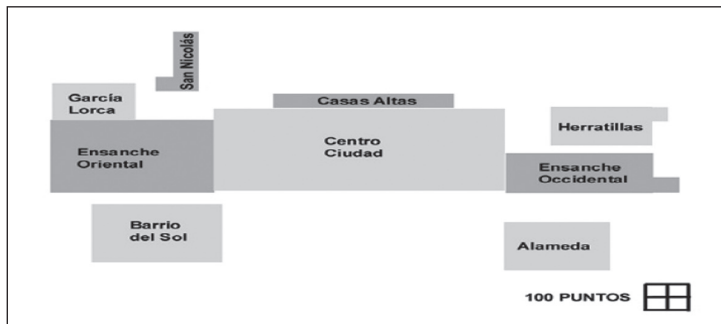 San Nicolás
García
Lorca
Casas Altas
Herratillas
Centro
Ciudad
Ensanche
Oriental
Ensanche
Occidental
Barrio
del Sol
Alameda
100 PUNTOS